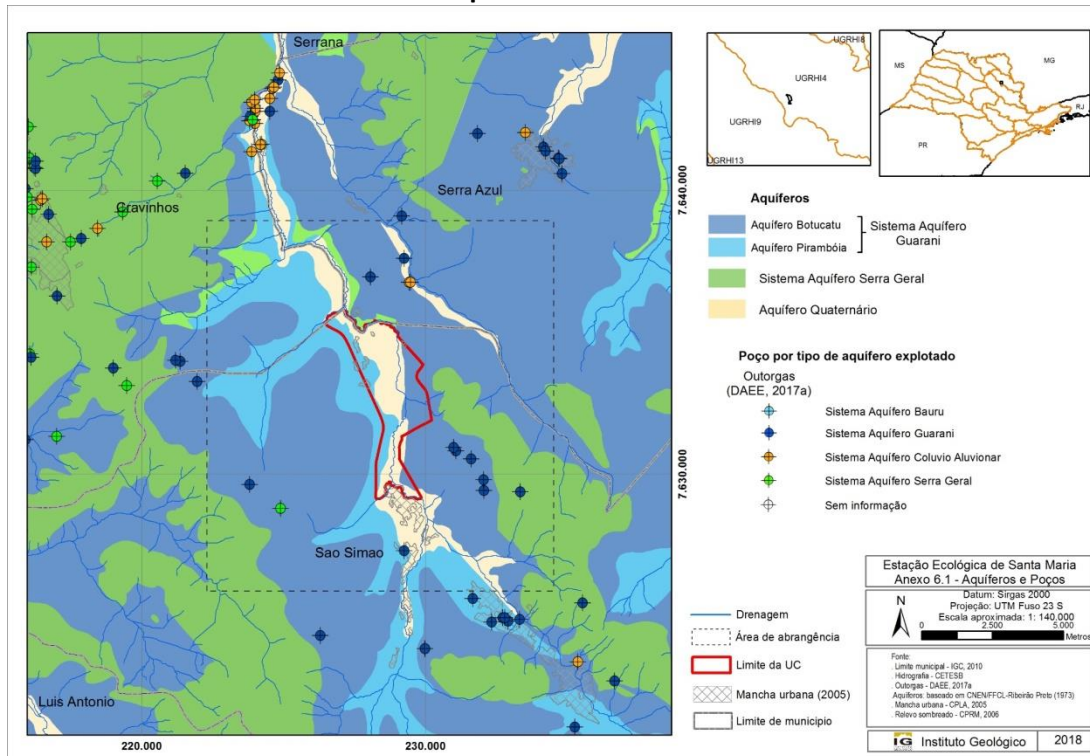 Serrana
Serra Azul
Cravinhos
Sao Simao
Luis Antonio
220.000
230.000
7.640.000
7.630.000
UGRHI8
UGRHI4
UGRHI9
UGRHI13
MS
MG
RJ
PR
Aquíferos
Aquífero Botucatu
Aquífero Pirambóia
Sistema Aquífero
Guarani
Sistema Aquífero Serra Geral
Aquífero Quaternário
Poço por tipo de aquífero explotado
Outorgas
(DAEE, 2017a)
Sistema Aquífero Bauru
Sistema Aquífero Guarani
Sistema Aquífero Coluvio Aluvionar
Sistema Aquífero Serra Geral
Sem informação
Drenagem
Área de abrangência
Limite da UC
Mancha urbana (2005)
Limite de municipio
Estação Ecológica de Santa Maria
Anexo 6.1 - Aquíferos e Poços
Datum: Sirgas 2000
Projeção: UTM Fuso 23 S
Escala aproximada: 1: 140.000
N
0 2.500 5.000
Metros
Fonte:
. Limite municipal - IGC, 2010
. Hidrografia - CETESB
. Outorgas - DAEE, 2017a
Aquíferos: baseado em CNEN/FFCL-Ribeirão Preto (1973)
. Mancha urbana - CPLA, 2005
. Relevo sombreado - CPRM, 2006
IG Instituto Geológico
2018